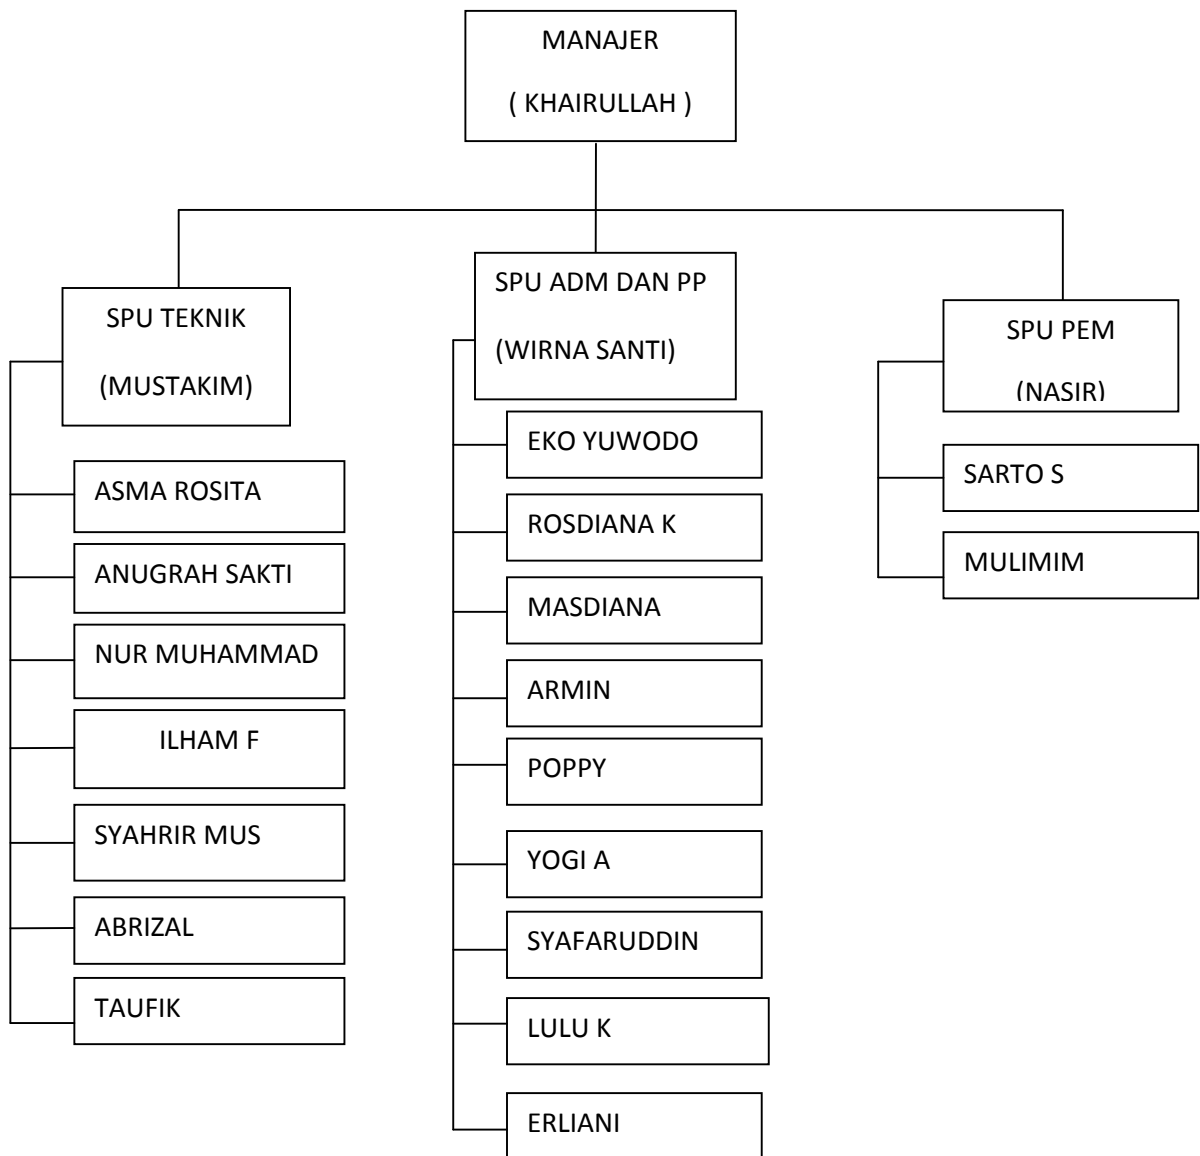 MANAJER
( KHAIRULLAH )
SPU TEKNIK
(MUSTAKIM)
ASMA ROSITA
ANUGRAH SAKTI
NUR MUHAMMAD
ILHAM F
SYAHRIR MUS
ABRIZAL
TAUFIK
SPU ADM DAN PP
(WIRNA SANTI)
EKO YUWODO
ROSDIANA K
MASDIANA
ARMIN
POPPY
YOGI A
SYAFARUDDIN
LULU K
ERLIANI
SPU PEM
(NASIR)
SARTO S
MULIMIM